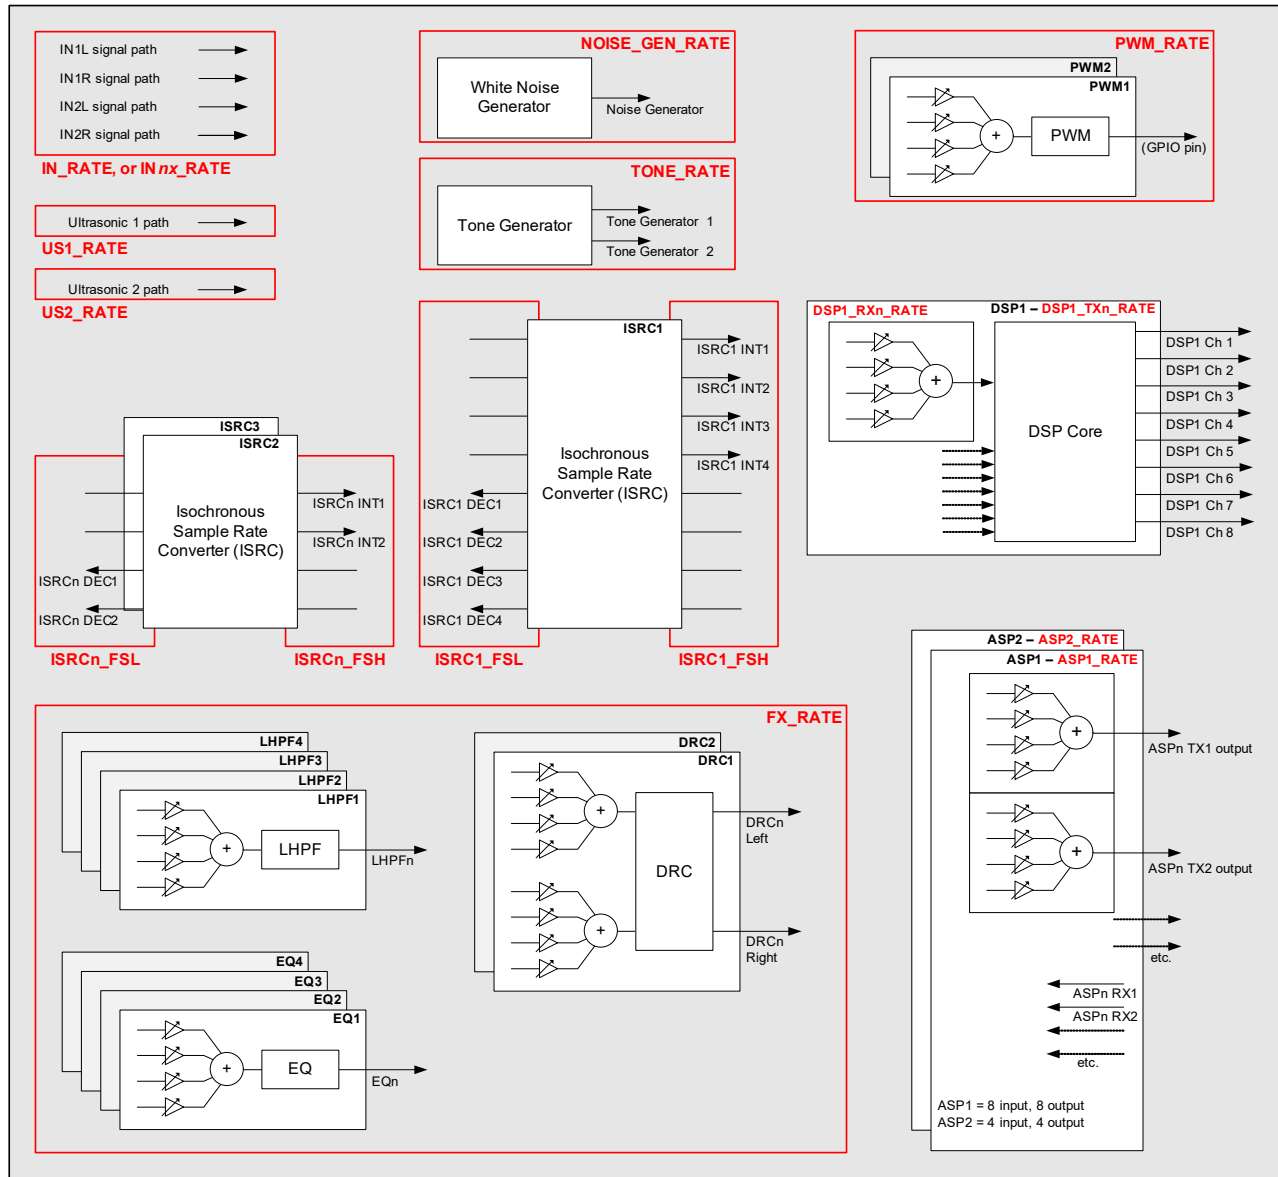 IN1L signal path
IN1R signal path
IN2L signal path
IN2R signal path
IN_RATE, or INnx_RATE
Ultrasonic 1 path
US1_RATE
Ultrasonic 2 path
US2_RATE
NOISE_GEN_RATE
White Noise
Generator
Noise Generator
TONE_RATE
Tone Generator
Tone Generator 1
Tone Generator 2
PWM_RATE
PWM2
PWM1
+
PWM
(GPIO pin)
ISRC3
ISRC2
Isochronous
Sample Rate
Converter (ISRC)
ISRCn INT1
ISRCn INT2
ISRCn DEC1
ISRCn DEC2
ISRCn_FSL
ISRCn_FSH
ISRC1
Isochronous
Sample Rate
Converter (ISRC)
ISRC1 INT1
ISRC1 INT2
ISRC1 INT3
ISRC1 INT4
ISRC1 DEC1
ISRC1 DEC2
ISRC1 DEC3
ISRC1 DEC4
ISRC1_FSL
ISRC1_FSH
DSP1_RXn_RATE
DSP1 – DSP1_TXn_RATE
+
DSP Core
DSP1 Ch 1
DSP1 Ch 2
DSP1 Ch 3
DSP1 Ch 4
DSP1 Ch 5
DSP1 Ch 6
DSP1 Ch 7
DSP1 Ch 8
FX_RATE
LHPF4
LHPF3
LHPF2
LHPF1
+
LHPF
LHPFn
EQ4
EQ3
EQ2
EQ1
+
EQ
EQn
DRC2
DRC1
+
+
DRC
DRCn
Left
DRCn
Right
ASP2 – ASP2_RATE
ASP1 – ASP1_RATE
+
ASPn TX1 output
+
ASPn TX2 output
etc.
ASPn RX1
ASPn RX2
etc.
ASP1 = 8 input, 8 output
ASP2 = 4 input, 4 output